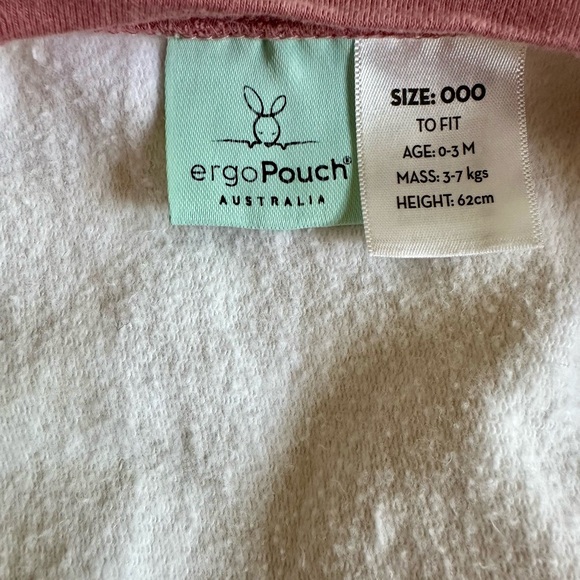 ergoPouch®
AUSTRALIA
SIZE: 000
TO FIT
AGE: 0-3 M
MASS: 3-7 kgs
HEIGHT: 62cm